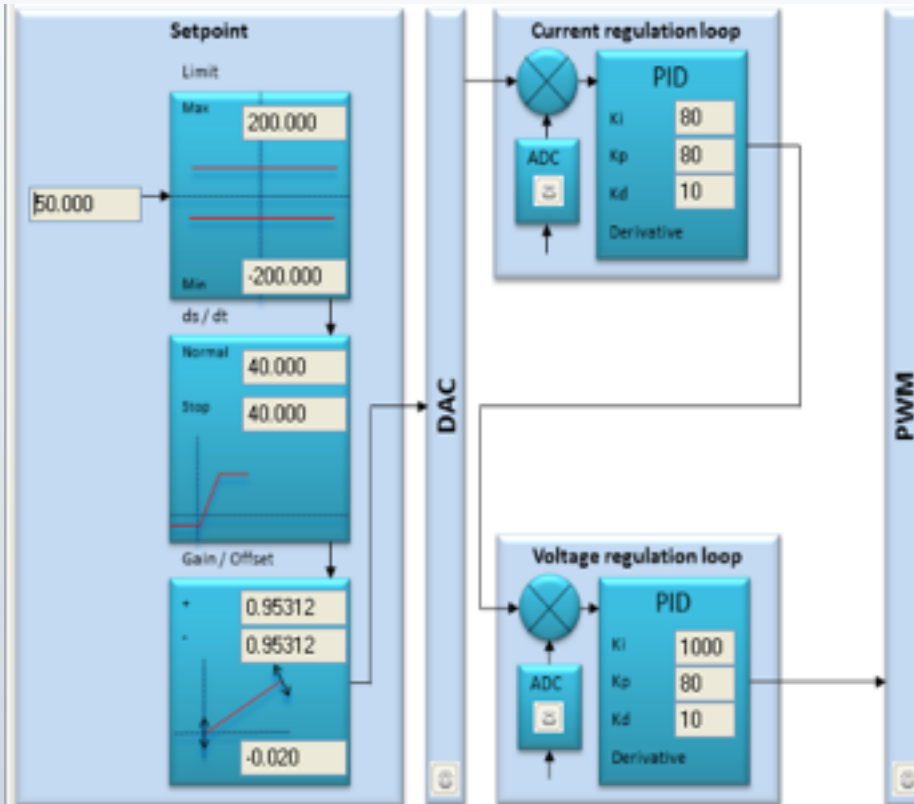 Setpoint
Limit
Max
200.000
50.000
-200.000
Min
ds / dt
Normal
40.000
Stop
40.000
Gain / Offset
+
0.95312
-
0.95312
-0.020
DAC
Current regulation loop
PID
Ki
80
ADC
Kp
80
Kd
10
Derivative
Voltage regulation loop
PID
Ki
1000
ADC
Kp
80
Kd
10
Derivative
PWM